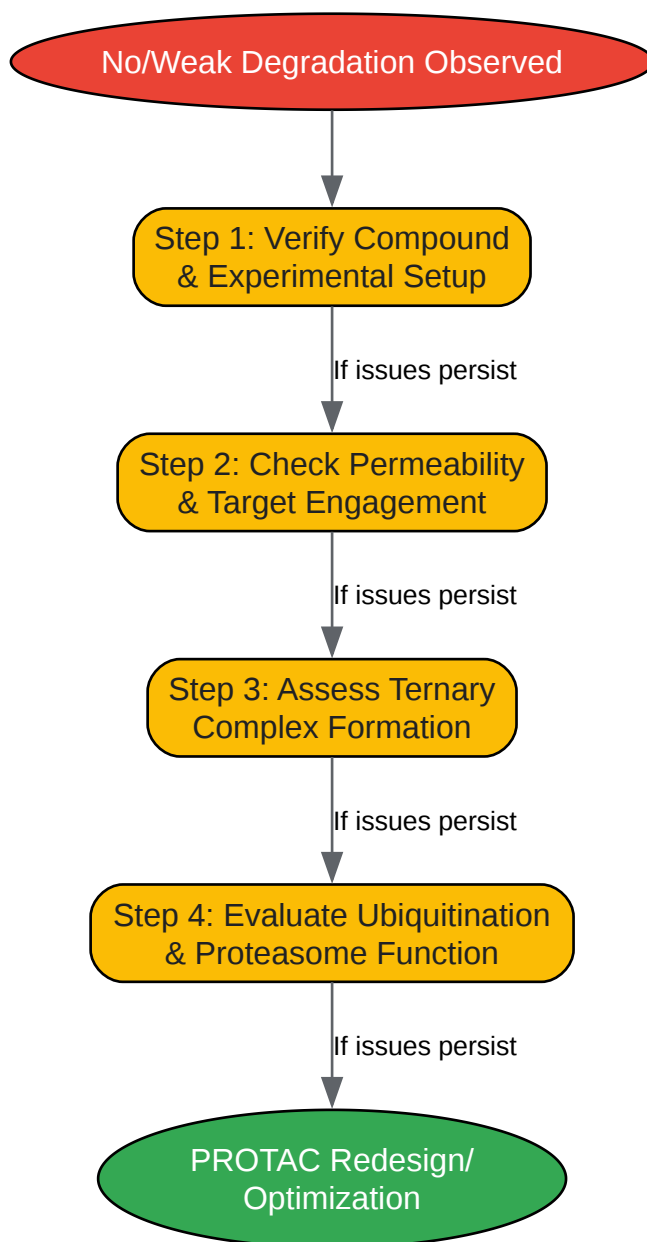 No/Weak Degradation Observed
Step 1: Verify Compound
& Experimental Setup
If issues persist
Step 2: Check Permeability
& Target Engagement
If issues persist
Step 3: Assess Ternary
Complex Formation
If issues persist
Step 4: Evaluate Ubiquitination
& Proteasome Function
If issues persist
PROTAC Redesign/
Optimization